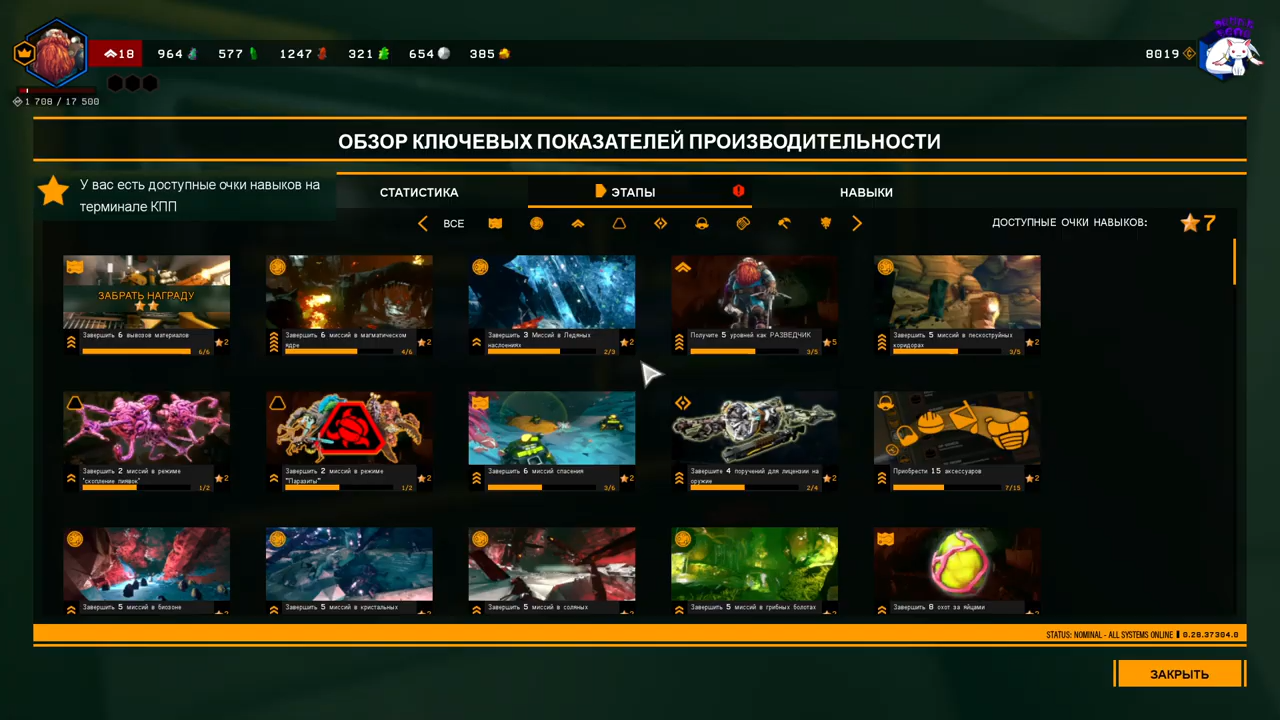 18 964 577 1247 321 654 385 8019
1 708 / 17 500
ОБЗОР КЛЮЧЕВЫХ ПОКАЗАТЕЛЕЙ ПРОИЗВОДИТЕЛЬНОСТИ
У вас есть доступные очки навыков на
терминале КПП
СТАТИСТИКА ЭТАПЫ НАВЫКИ
ВСЕ
ДОСТУПНЫЕ ОЧКИ НАВЫКОВ: 7
ЗАБРАТЬ НАГРАДУ
Завершить 6 вывозов материалов
2
6/6
Завершить 6 миссий в магматическом
ядре
2
4/6
Завершить 3 Миссий в Ледяных
наслоениях
2
2/3
Получите 5 уровней как РАЗВЕДЧИК
5
3/5
Завершить 5 миссий в пескоструйных
коридорах
2
3/5
Завершить 2 миссий в режиме
"скопление пиявок"
2
1/2
Завершить 2 миссий в режиме
"Паразиты"
2
1/2
Завершить 6 миссий спасения
2
3/6
Завершите 4 поручений для лицензии на
оружие
2
2/4
Приобрести 15 аксессуаров
2
7/15
Завершить 5 миссий в биозоне
Завершить 5 миссий в кристальных
Завершить 5 миссий в соляных
Завершить 5 миссий в грибных болотах
Завершить 8 охот за яйцами
STATUS: NOMINAL - ALL SYSTEMS ONLINE 0.28.37304.0
ЗАКРЫТЬ